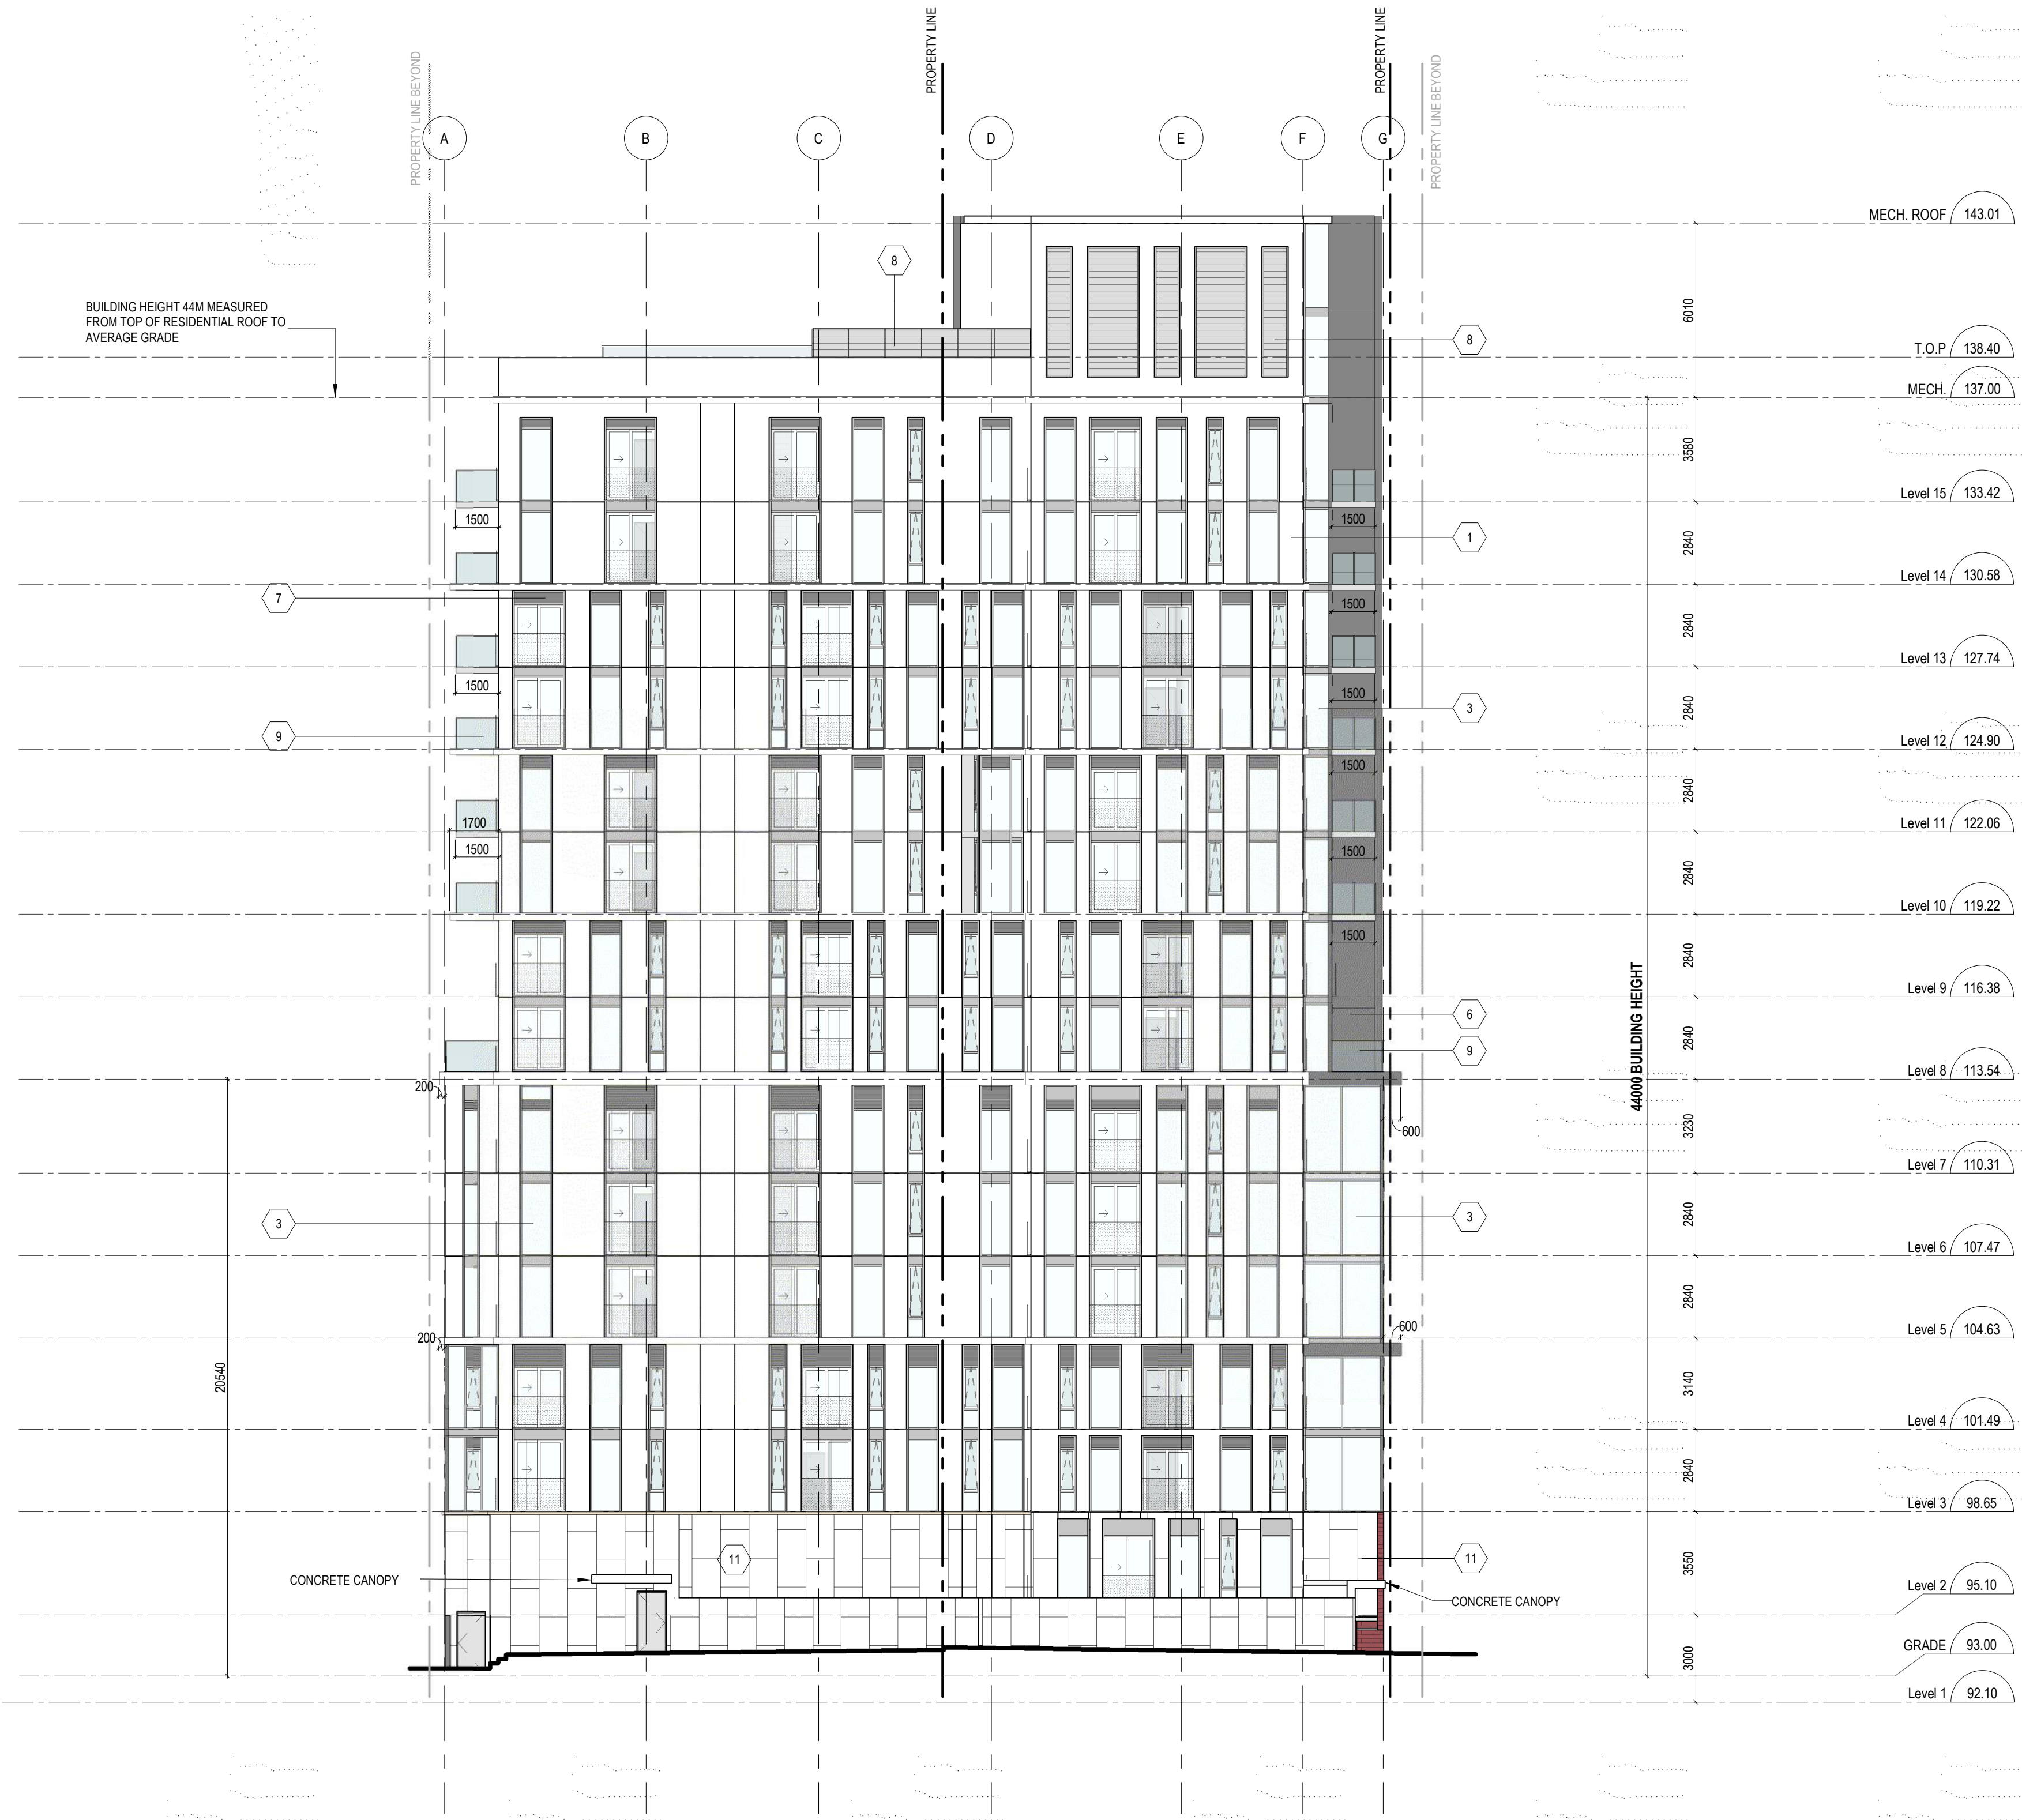 PROPERTY LINE BEYOND
PROPERTY LINE
PROPERTY LINE
PROPERTY LINE BEYOND
A
B
C
D
E
F
G
MECH. ROOF 143.01
8
BUILDING HEIGHT 44M MEASURED
FROM TOP OF RESIDENTIAL ROOF TO
AVERAGE GRADE
6010
8
T.O.P 138.40
MECH. 137.00
3580
Level 15 133.42
1500
1500
1
2840
Level 14 130.58
7
1500
2840
Level 13 127.74
1500
1500
3
2840
9
Level 12 124.90
1500
2840
1700
Level 11 122.06
1500
1500
2840
Level 10 119.22
1500
2840
Level 9 116.38
6
44000 BUILDING HEIGHT
2840
9
Level 8 113.54
200
600
3230
Level 7 110.31
3
3
2840
Level 6 107.47
2840
200
600
Level 5 104.63
20540
3140
Level 4 101.49
2840
Level 3 98.65
11
11
3550
CONCRETE CANOPY
CONCRETE CANOPY
Level 2 95.10
GRADE 93.00
3000
Level 1 92.10